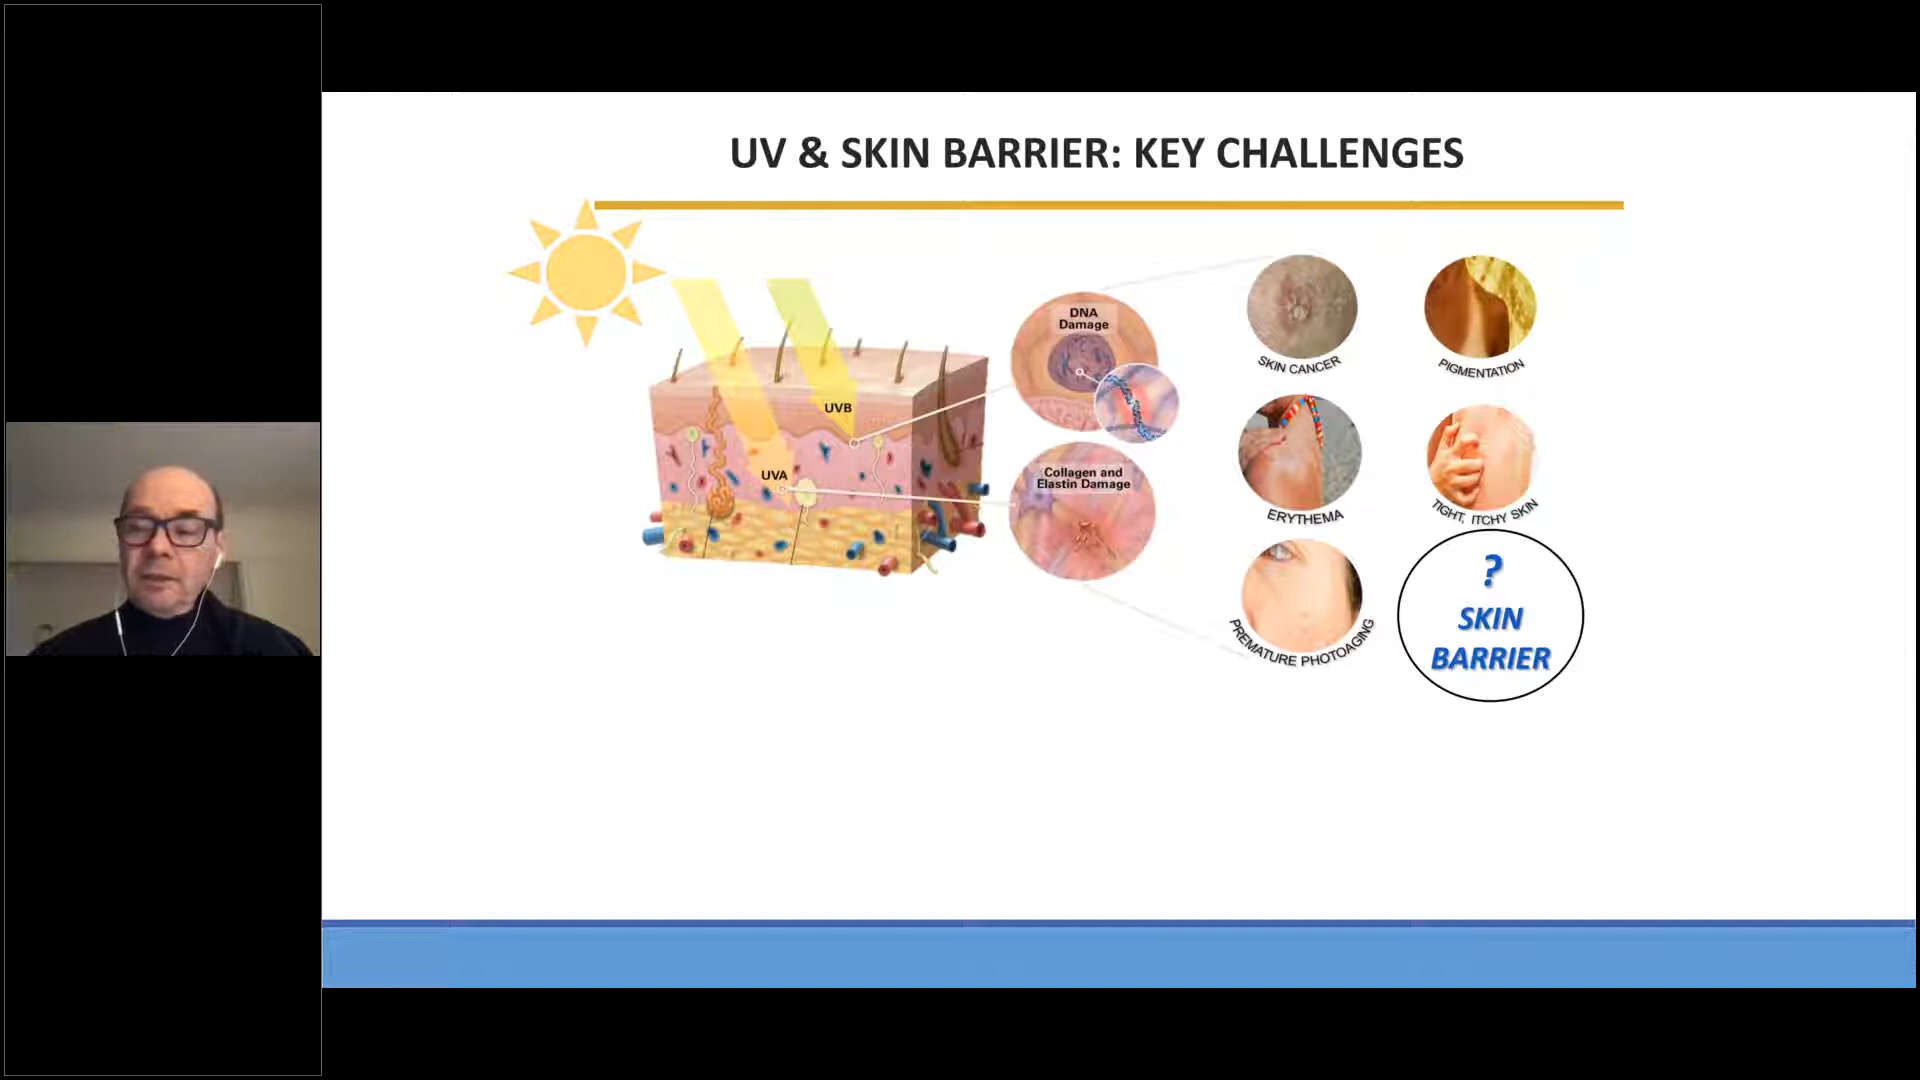 UV & SKIN BARRIER: KEY CHALLENGES
DNA
Damage
UVB
UVA
Collagen and
Elastin Damage
SKIN CANCER
PIGMENTATION
ERYTHEMA
TIGHT, ITCHY SKIN
PREMATURE PHOTOAGING
?
SKIN
BARRIER